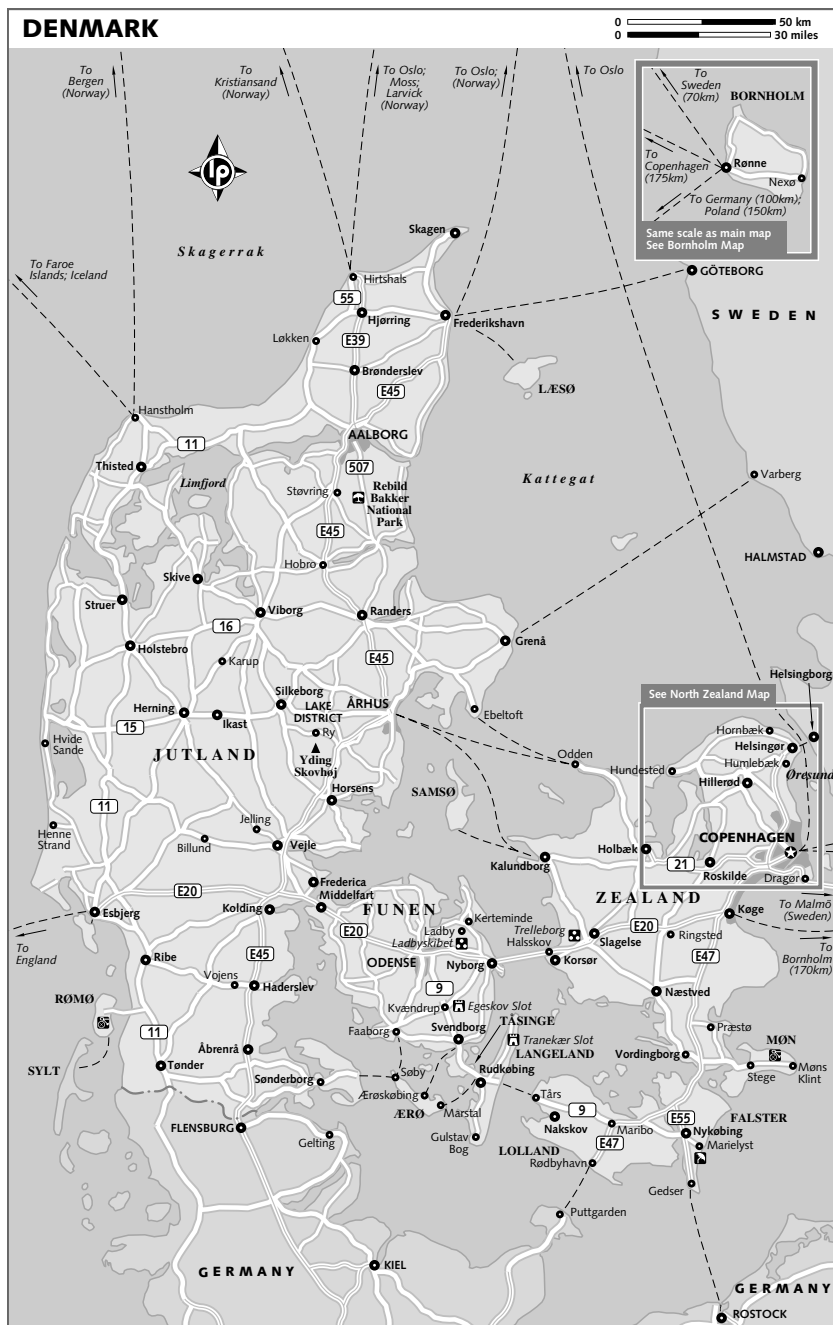 DENMARK
0 50 km
0 30 miles
To
Bergen
(Norway)
To
Kristiansand
(Norway)
To Oslo;
Moss;
Larvick
(Norway)
To Oslo;
(Norway)
To Oslo
To
Sweden
(70km)
BORNHOLM
To
Copenhagen
(175km)
Rønne
Nexø
To Germany (100km);
Poland (150km)
Same scale as main map
See Bornholm Map
lp
Skagerrak
Skagen
To Faroe
Islands; Iceland
Hirtshals
GÖTEBORG
55
Hjørring
Frederikshavn
SWEDEN
Løkken
E39
Brønderslev
LÆSØ
E45
Hanstholm
AALBORG
11
Thisted
507
Kattegat
Varberg
Limfjord
Støvring
Rebild
Bakker
National
Park
E45
HALMSTAD
Hobro
Skive
Struer
Viborg
Randers
16
Grenå
Holstebro
Karup
E45
Helsingborg
See North Zealand Map
Silkeborg
LAKE
DISTRICT
ÅRHUS
Herning
Ikast
Ebeltoft
15
Ry
Hornbæk
Hvide
Sande
JUTLAND
Yding
Skovhøj
Odden
Helsingør
Hundested
Humlebæk
Øresund
Hillerød
Horsens
SAMSØ
11
Jelling
Henne
Strand
Billund
Vejle
COPENHAGEN
Holbæk
Kalundborg
21
Roskilde
Dragør
Frederica
E20
Middelfart
ZEALAND
Esbjerg
Kolding
FUNEN
Kerteminde
Køge
To Malmö
(Sweden)
E20
Ladby
Ladbyskibet
Trelleborg
Halsskov
Slagelse
E20
Ringsted
To
England
Ribe
E45
ODENSE
Nyborg
Korsør
E47
To
Bornholm
(170km)
Vojens
Haderslev
9
Næstved
RØMØ
Kværndrup
Egeskov Slot
TÅSINGE
Præstø
11
Faaborg
Svendborg
Tranekær Slot
LANGELAND
MØN
Åbrenrå
Vordingborg
SYLT
Tønder
Søby
Rudkøbing
Stege
Møns
Klint
Sønderborg
Ærøskøbing
Tårs
ÆRØ
Marstal
9
E55
FALSTER
FLENSBURG
Nakskov
Maribo
Nykøbing
Gelting
Gulstav
Bog
LOLLAND
E47
Marielyst
Rødbyhavn
Gedser
Puttgarden
GERMANY
KIEL
GERMANY
ROSTOCK